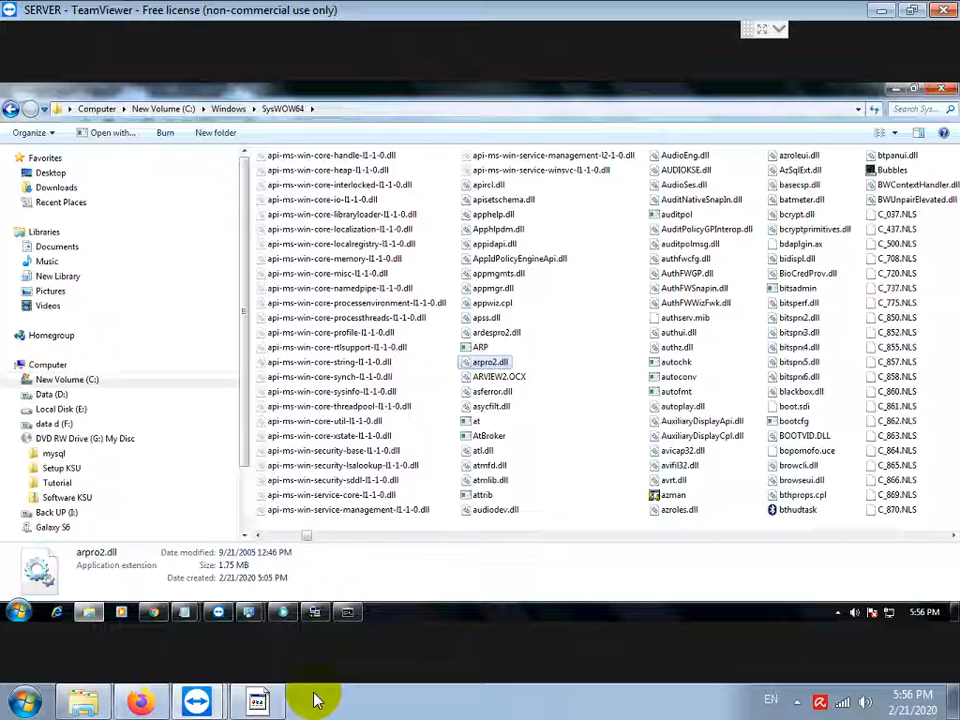 SERVER - TeamViewer - Free license (non-commercial use only)
Computer New Volume (C:) Windows SysWOW64 Search Sys...
Organize Open with... Burn New folder
Favorites
Desktop
Downloads
Recent Places
Libraries
Documents
Music
New Library
Pictures
Videos
Homegroup
Computer
New Volume (C:)
Data (D:)
Local Disk (E:)
data d (F:)
DVD RW Drive (G:) My Disc
mysql
Setup KSU
Tutorial
Software KSU
Back UP (I:)
Galaxy S6
api-ms-win-core-handle-l1-1-0.dll
api-ms-win-core-heap-l1-1-0.dll
api-ms-win-core-interlocked-l1-1-0.dll
api-ms-win-core-io-l1-1-0.dll
api-ms-win-core-libraryloader-l1-1-0.dll
api-ms-win-core-localization-l1-1-0.dll
api-ms-win-core-localregistry-l1-1-0.dll
api-ms-win-core-memory-l1-1-0.dll
api-ms-win-core-misc-l1-1-0.dll
api-ms-win-core-namedpipe-l1-1-0.dll
api-ms-win-core-processenvironment-l1-1-0.dll
api-ms-win-core-processthreads-l1-1-0.dll
api-ms-win-core-profile-l1-1-0.dll
api-ms-win-core-rtlsupport-l1-1-0.dll
api-ms-win-core-string-l1-1-0.dll
api-ms-win-core-synch-l1-1-0.dll
api-ms-win-core-sysinfo-l1-1-0.dll
api-ms-win-core-threadpool-l1-1-0.dll
api-ms-win-core-util-l1-1-0.dll
api-ms-win-core-xstate-l1-1-0.dll
api-ms-win-security-base-l1-1-0.dll
api-ms-win-security-lsalookup-l1-1-0.dll
api-ms-win-security-sddl-l1-1-0.dll
api-ms-win-service-core-l1-1-0.dll
api-ms-win-service-management-l1-1-0.dll
api-ms-win-service-management-l2-1-0.dll
api-ms-win-service-winsvc-l1-1-0.dll
apircl.dll
apisetschema.dll
apphelp.dll
Apphlpdm.dll
appidapi.dll
AppIdPolicyEngineApi.dll
appmgmts.dll
appmgr.dll
appwiz.cpl
apss.dll
ardespro2.dll
ARP
arpro2.dll
ARVIEW2.OCX
asferror.dll
asycfilt.dll
at
AtBroker
atl.dll
atmfd.dll
atmlib.dll
attrib
audiodev.dll
AudioEng.dll
AUDIOKSE.dll
AudioSes.dll
AuditNativeSnapIn.dll
auditpol
AuditPolicyGPInterop.dll
auditpolmsg.dll
authfwcfg.dll
AuthFWGP.dll
AuthFWSnapin.dll
AuthFWWizFwk.dll
authserv.mib
authui.dll
authz.dll
autochk
autoconv
autofmt
autoplay.dll
AuxiliaryDisplayApi.dll
AuxiliaryDisplayCpl.dll
avicap32.dll
avifil32.dll
avrt.dll
azman
azroles.dll
azroleui.dll
AzSqlExt.dll
basecsp.dll
batmeter.dll
bcrypt.dll
bcryptprimitives.dll
bdaplgin.ax
bidispl.dll
BioCredProv.dll
bitsadmin
bitsperf.dll
bitspn2.dll
bitspn3.dll
bitspn4.dll
bitspn5.dll
bitspn6.dll
blackbox.dll
boot.sdi
bootcfg
BOOTVID.DLL
bopomofo.uce
browcli.dll
browseui.dll
bthprops.cpl
bthudtask
btpanui.dll
Bubbles
BWContextHandler.dll
BWUnpairElevated.dll
C_037.NLS
C_437.NLS
C_500.NLS
C_708.NLS
C_720.NLS
C_737.NLS
C_775.NLS
C_850.NLS
C_852.NLS
C_855.NLS
C_857.NLS
C_858.NLS
C_860.NLS
C_861.NLS
C_862.NLS
C_863.NLS
C_864.NLS
C_865.NLS
C_866.NLS
C_869.NLS
C_870.NLS
arpro2.dll Date modified: 9/21/2005 12:46 PM
Application extension Size: 1.75 MB
Date created: 2/21/2020 5:05 PM
5:56 PM
EN 5:56 PM
2/21/2020